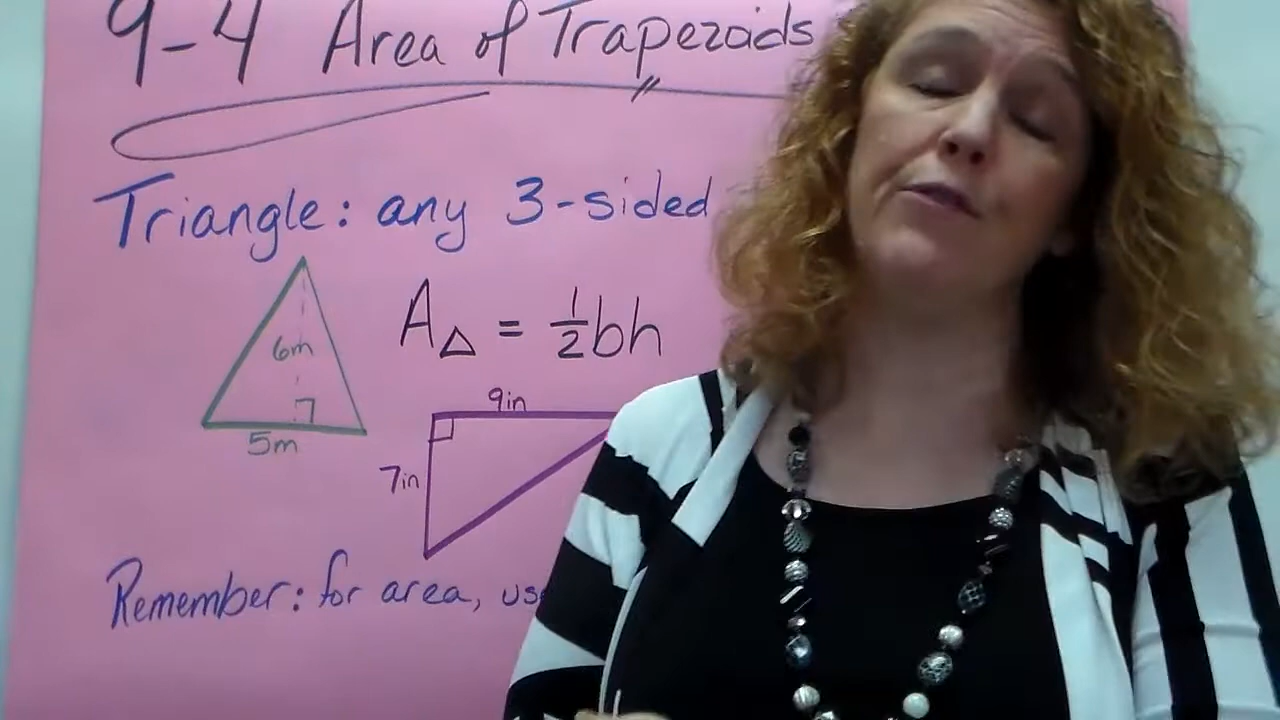 9-4 Area of Trapezoids
Triangle: any 3-sided
6m
5m
A△ = ½bh
9in
7in
Remember: for area, use